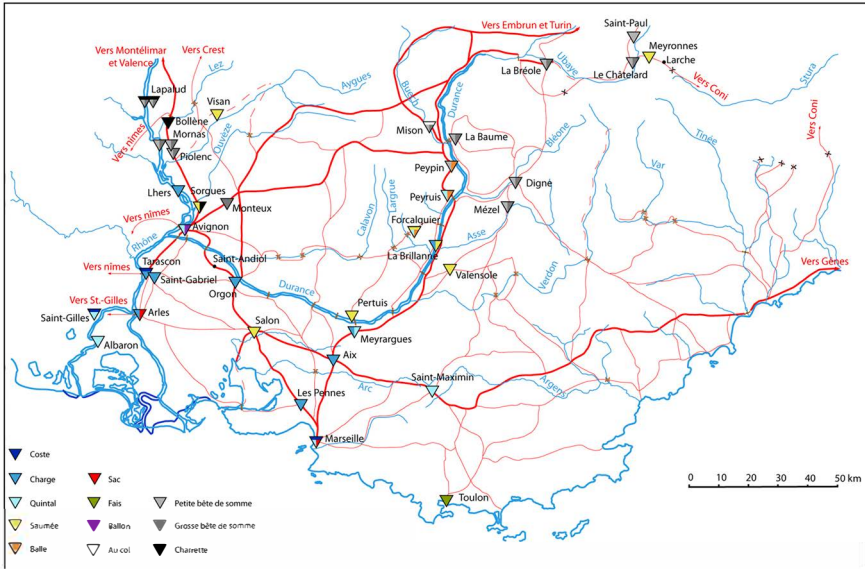 Vers Embrun et Turin
Saint-Paul
Meyronnes
Larche
Vers Montélimar
et Valence
Vers Crest
Lez
La Bréole
Ubaye
Le Châtelard
Vers Coni
Stura
Lapalud
Visan
Aygues
Buëch
Durance
Bollène
Mornas
Ouvèze
Vers nîmes
Piolenc
Mison
La Baume
Bléone
Tinée
Vers Coni
Var
Peypin
Lhers
Sorgues
Monteux
Calavon
Largrue
Peyruis
Digne
Mézel
Forcalquier
Asse
Vers nîmes
Avignon
Rhône
La Brillanne
Verdon
Vers Gênes
Tarascon
Saint-Andiol
Vers nîmes
Saint-Gabriel
Orgon
Durance
Valensole
Vers St.-Gilles
Saint-Gilles
Arles
Salon
Pertuis
Meyrargues
Albaron
Aix
Arc
Saint-Maximin
Argens
Les Pennes
Marseille
Toulon
Coste
Charge
Sac
Quintal
Fais
Petite bête de somme
Saumée
Ballon
Grosse bête de somme
Balle
Au col
Charrette
0 10 20 30 40 50 km